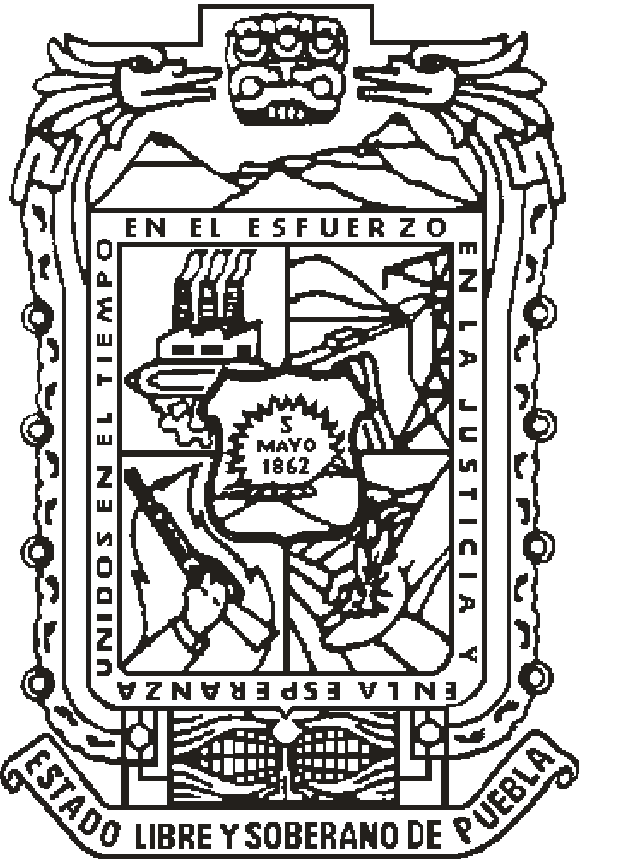 UNIDOS EN EL TIEMPO
EN EL ESFUERZO
EN LA JUSTICIA Y
EN LA ESPERANZA
5
MAYO
1862
ESTADO LIBRE Y SOBERANO DE PUEBLA